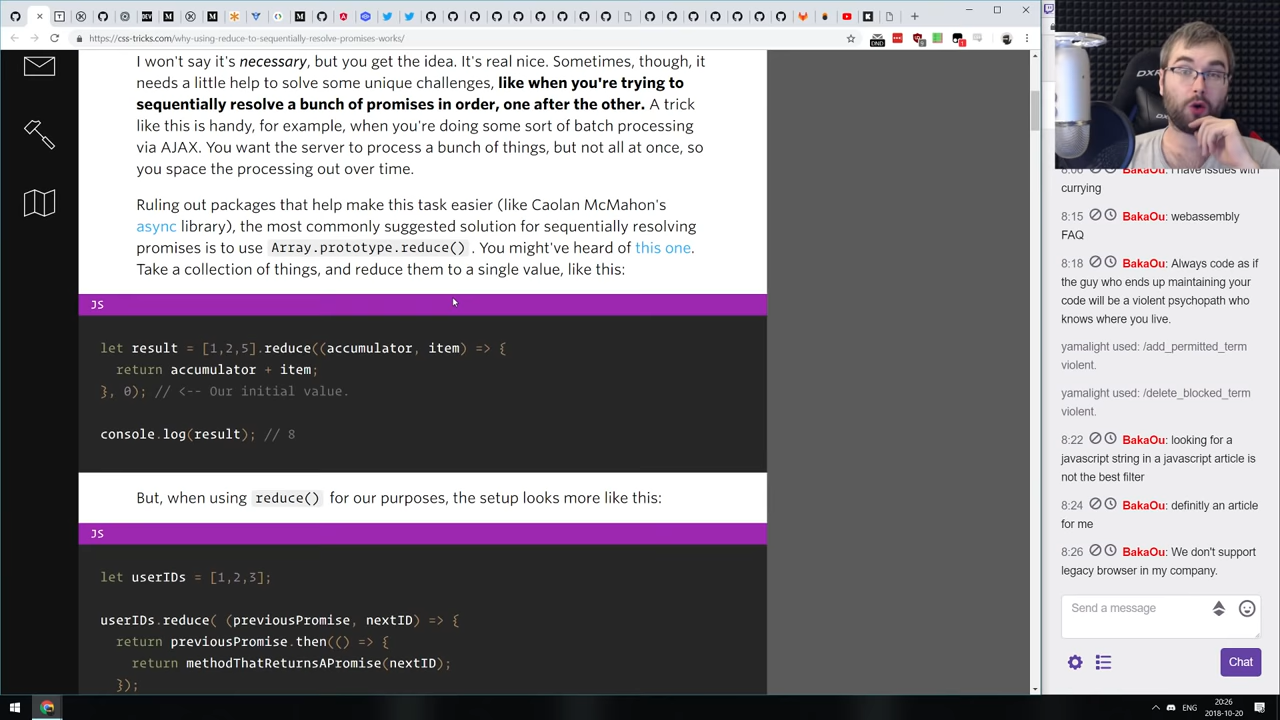 https://css-tricks.com/why-using-reduce-to-sequentially-resolve-promises-works/
I won't say it's necessary, but you get the idea. It's real nice. Sometimes, though, it
needs a little help to solve some unique challenges, like when you're trying to
sequentially resolve a bunch of promises in order, one after the other. A trick
like this is handy, for example, when you're doing some sort of batch processing
via AJAX. You want the server to process a bunch of things, but not all at once, so
you space the processing out over time.
Ruling out packages that help make this task easier (like Caolan McMahon's
async library), the most commonly suggested solution for sequentially resolving
promises is to use Array.prototype.reduce() . You might've heard of this one.
Take a collection of things, and reduce them to a single value, like this:
JS
let result = [1,2,5].reduce((accumulator, item) => {
return accumulator + item;
}, 0); // <-- Our initial value.
console.log(result); // 8
But, when using reduce() for our purposes, the setup looks more like this:
JS
let userIDs = [1,2,3];
userIDs.reduce( (previousPromise, nextID) => {
return previousPromise.then(() => {
return methodThatReturnsAPromise(nextID);
});
DXR
8:06 I have issues with
currying
8:15 BakaOu: webassembly
FAQ
8:18 BakaOu: Always code as if
the guy who ends up maintaining your
code will be a violent psychopath who
knows where you live.
yamalight used: /add_permitted_term
violent.
yamalight used: /delete_blocked_term
violent.
8:22 BakaOu: looking for a
javascript string in a javascript article is
not the best filter
8:24 BakaOu: definitly an article
for me
8:26 BakaOu: We don't support
legacy browser in my company.
Send a message
Chat
ENG
20:26
2018-10-20